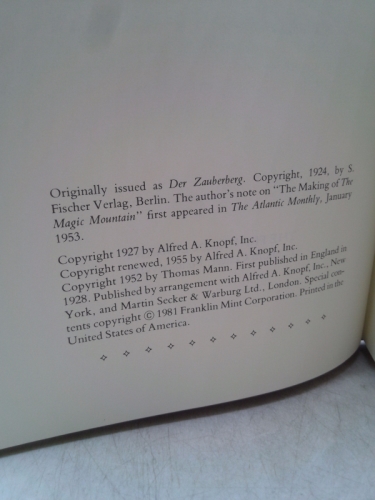 Originally issued as Der Zauberberg. Copyright, 1924, by S.
Fischer Verlag, Berlin. The author's note on "The Making of The
Magic Mountain" first appeared in The Atlantic Monthly, January
1953.
Copyright 1927 by Alfred A. Knopf, Inc.
Copyright renewed, 1955 by Alfred A. Knopf, Inc.
Copyright 1952 by Thomas Mann. First published in England in
1928. Published by arrangement with Alfred A. Knopf, Inc., New
York, and Martin Secker & Warburg Ltd., London. Special con-
tents copyright © 1981 Franklin Mint Corporation. Printed in the
United States of America.